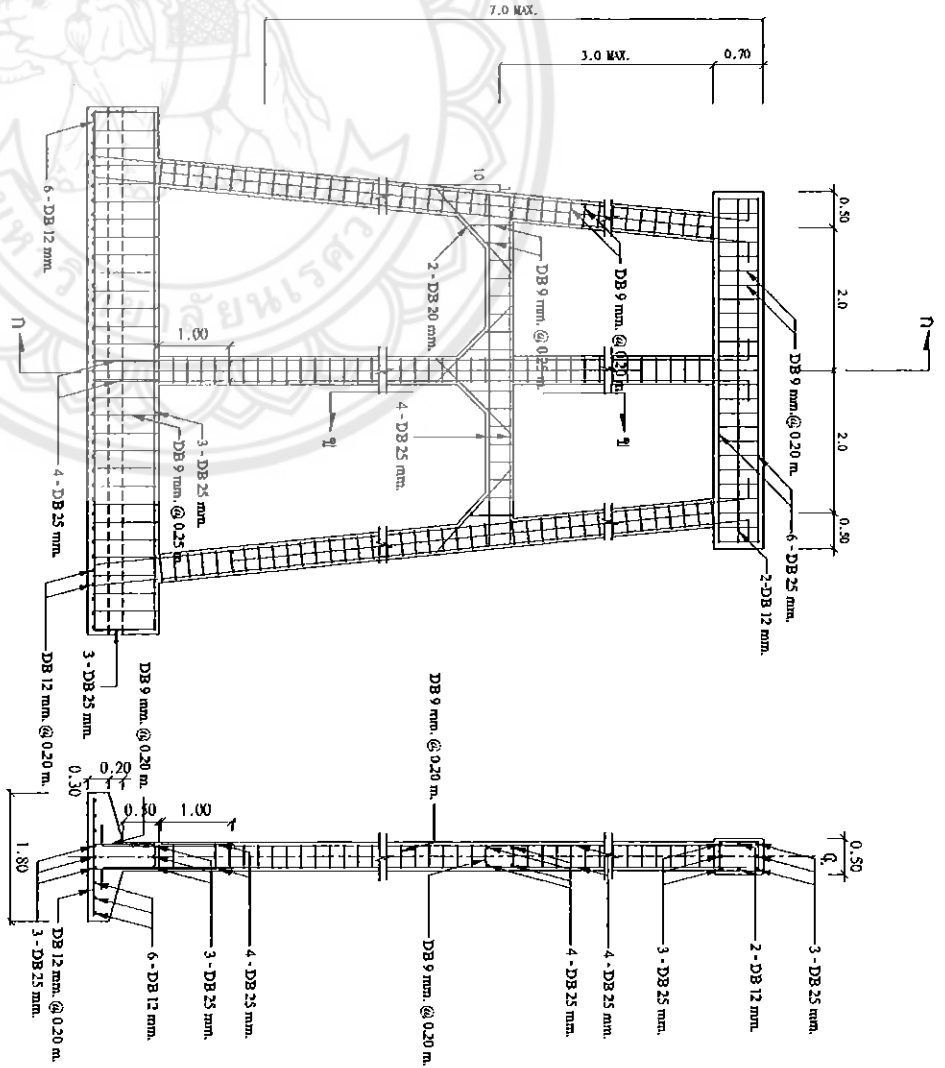 7.0 MAX.
3.0 MAX.
0.70
0.50
2.0
2.0
0.50
10
1.00
6 - DB 12 mm.
2 - DB 20 mm.
DB 9 mm. @ 0.25 m.
DB 9 mm. @ 0.20 m.
DB 9 mm. @ 0.20 m.
6 - DB 25 mm.
2-DB 12 mm.
4 - DB 25 mm.
3 - DB 25 mm.
DB 9 mm. @ 0.25 m.
4 - DB 25 mm.
DB 12 mm. @ 0.20 m.
3 - DB 25 mm.
ก
ก
ข
ข
DB 9 mm. @ 0.20 m.
DB 9 mm. @ 0.20 m.
0.30
0.20
0.50
1.00
1.80
0.50
3 - DB 25 mm.
DB 12 mm. @ 0.20 m.
6 - DB 12 mm.
3 - DB 25 mm.
4 - DB 25 mm.
DB 9 mm. @ 0.20 m.
4 - DB 25 mm.
4 - DB 25 mm.
3 - DB 25 mm.
2 - DB 12 mm.
3 - DB 25 mm.